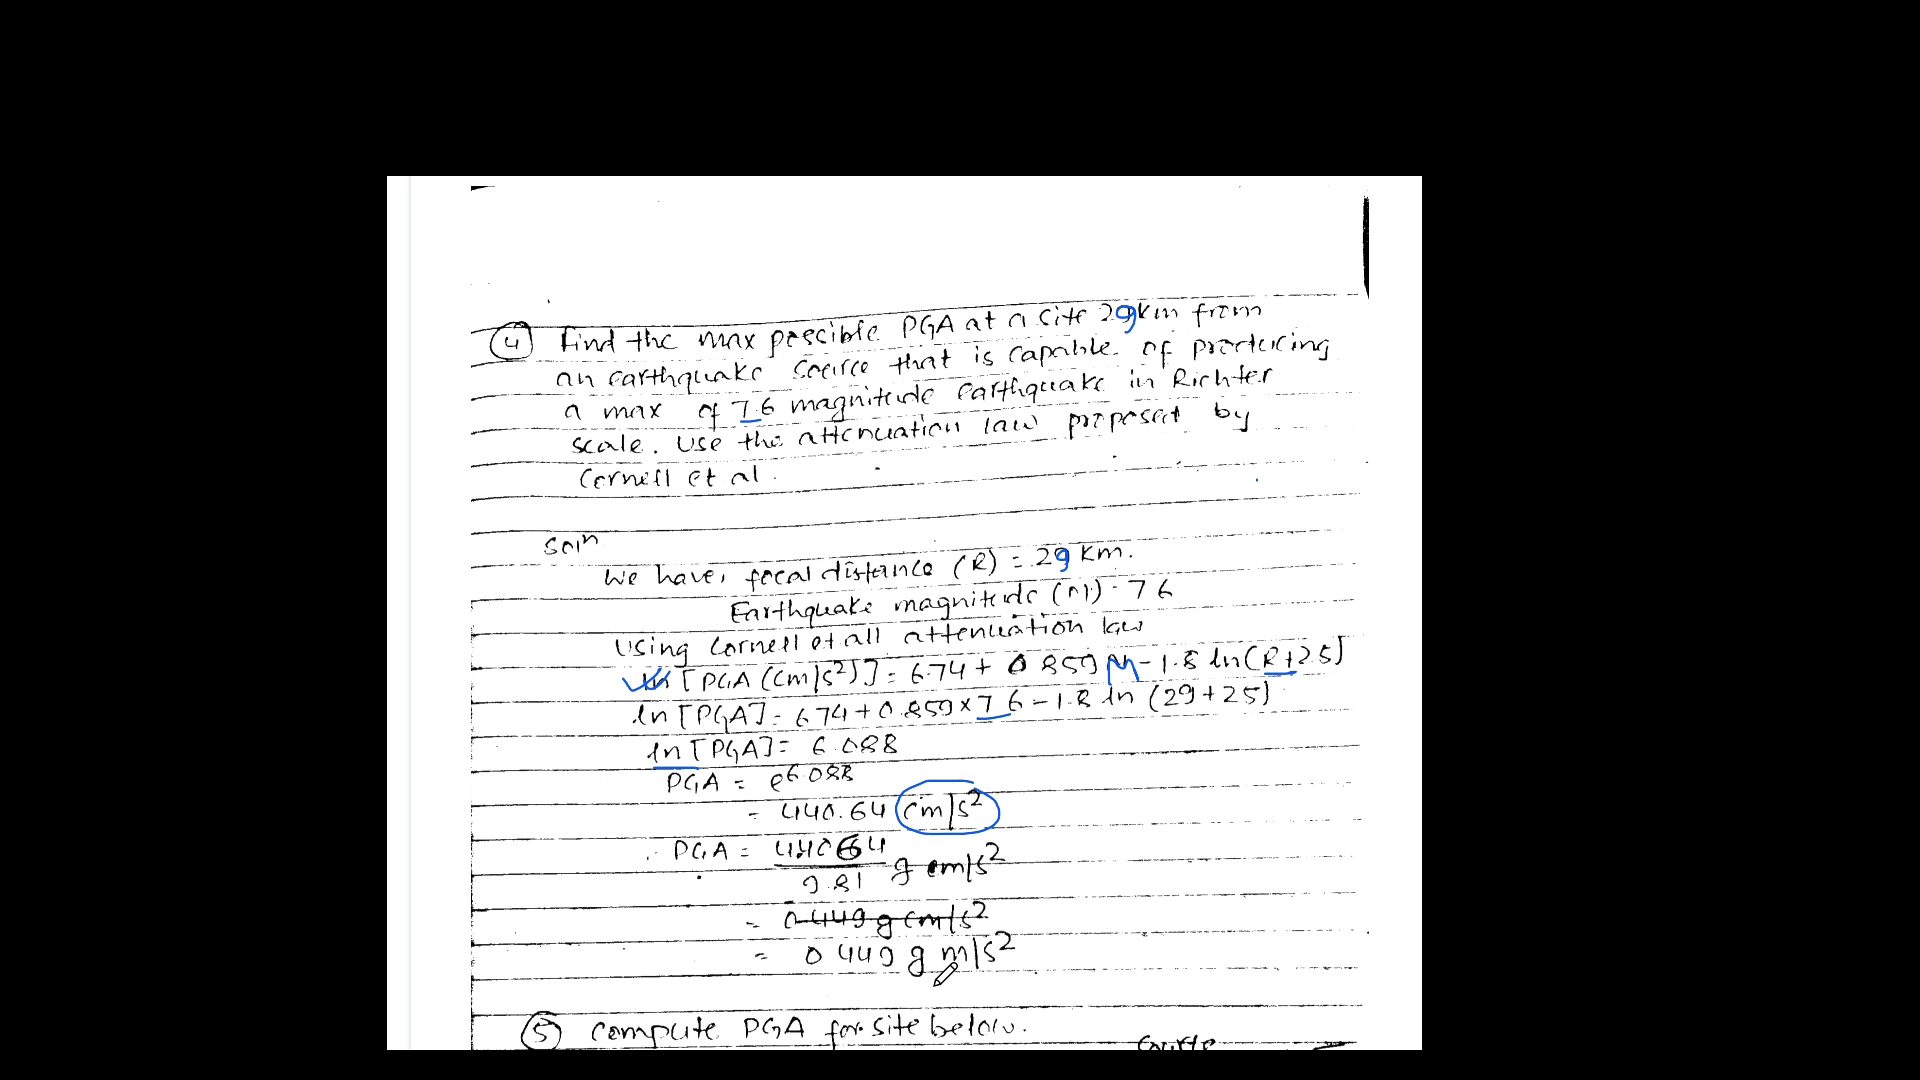 ④ Find the max possible PGA at a site 29km from
an earthquake source that is capable of producing
a max of 7.6 magnitude earthquake in Richter
scale. Use the attenuation law proposed by
Cornell et al.
Soln
We have, focal distance (R) = 29 km.
Earthquake magnitude (M) = 7.6
Using Cornell et all attenuation law
ln [PGA (cm/s²)] = 6.74 + 0.859 M - 1.8 ln (R+25)
ln [PGA] = 6.74 + 0.859 x 7.6 - 1.8 ln (29+25)
ln [PGA] = 6.088
PGA = e^6.088
= 440.64 cm/s²
∴ PGA = 440.64
9.81 g cm/s²
= 0.449 g cm/s²
= 0.449 g m/s²
⑤ Compute PGA for site below.